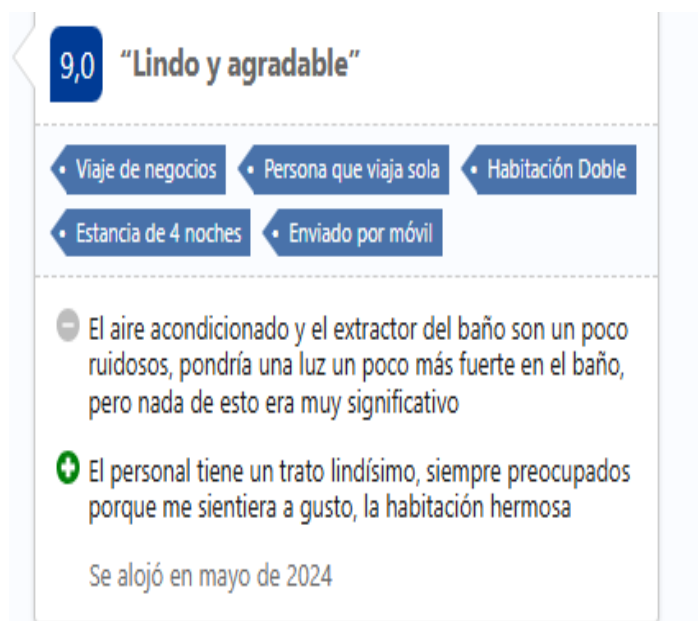 9,0 “Lindo y agradable”
• Viaje de negocios • Persona que viaja sola • Habitación Doble
• Estancia de 4 noches • Enviado por móvil
El aire acondicionado y el extractor del baño son un poco
ruidosos, pondría una luz un poco más fuerte en el baño,
pero nada de esto era muy significativo
El personal tiene un trato lindísimo, siempre preocupados
porque me sientiera a gusto, la habitación hermosa
Se alojó en mayo de 2024